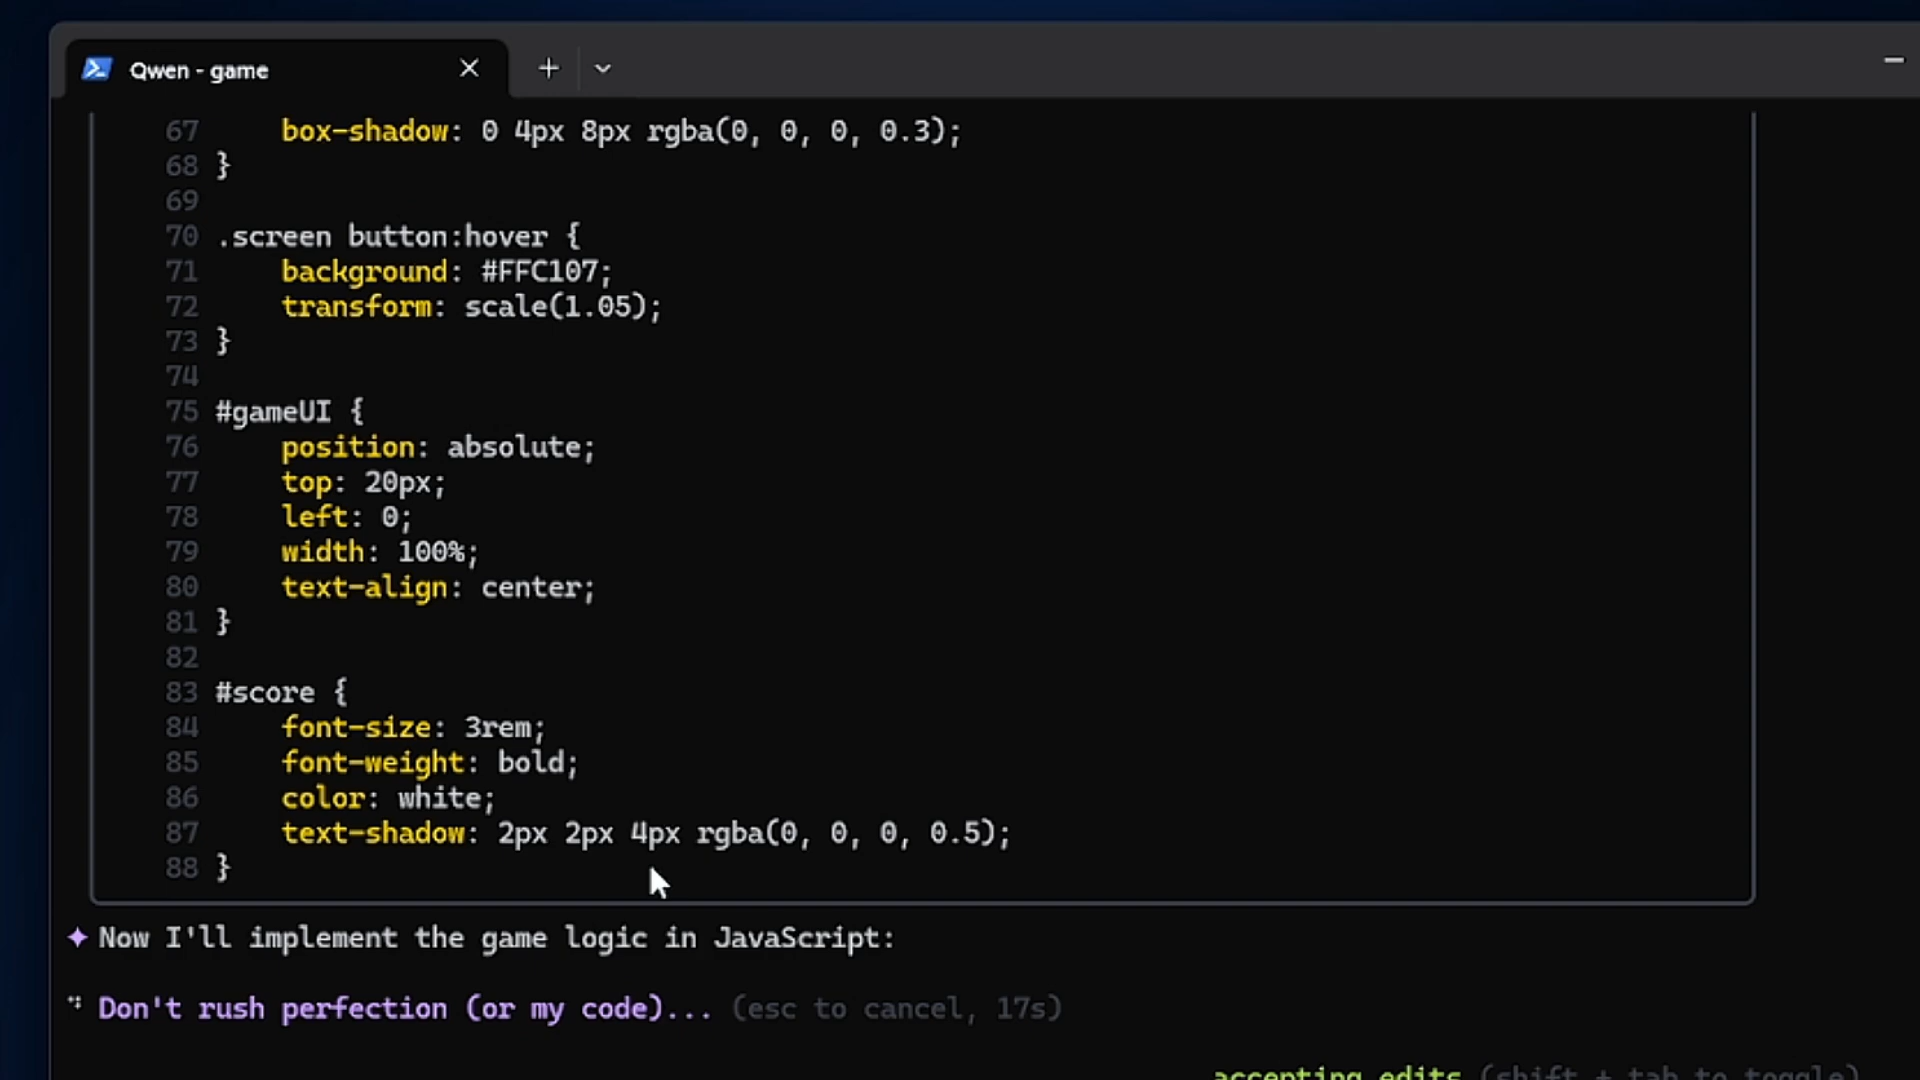 Qwen - game
67 box-shadow: 0 4px 8px rgba(0, 0, 0, 0.3);
68 }
69
70 .screen button:hover {
71 background: #FFC107;
72 transform: scale(1.05);
73 }
74
75 #gameUI {
76 position: absolute;
77 top: 20px;
78 left: 0;
79 width: 100%;
80 text-align: center;
81 }
82
83 #score {
84 font-size: 3rem;
85 font-weight: bold;
86 color: white;
87 text-shadow: 2px 2px 4px rgba(0, 0, 0, 0.5);
88 }
✦ Now I'll implement the game logic in JavaScript:
Don't rush perfection (or my code)... (esc to cancel, 17s)
accepting edits (shift + tab to toggle)